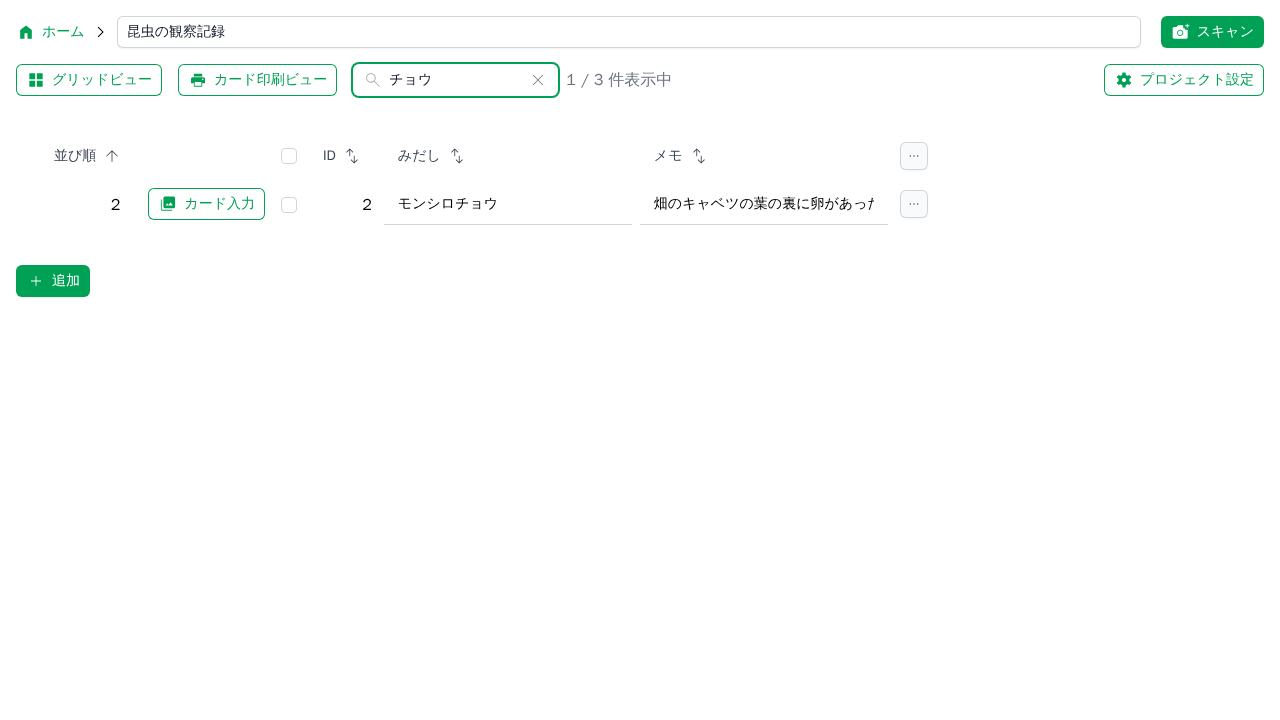 ホーム 昆虫の観察記録 スキャン
グリッドビュー カード印刷ビュー チョウ 1 / 3 件表示中 プロジェクト設定
並び順 ID みだし メモ
2 カード入力 2 モンシロチョウ 畑のキャベツの葉の裏に卵があった
追加